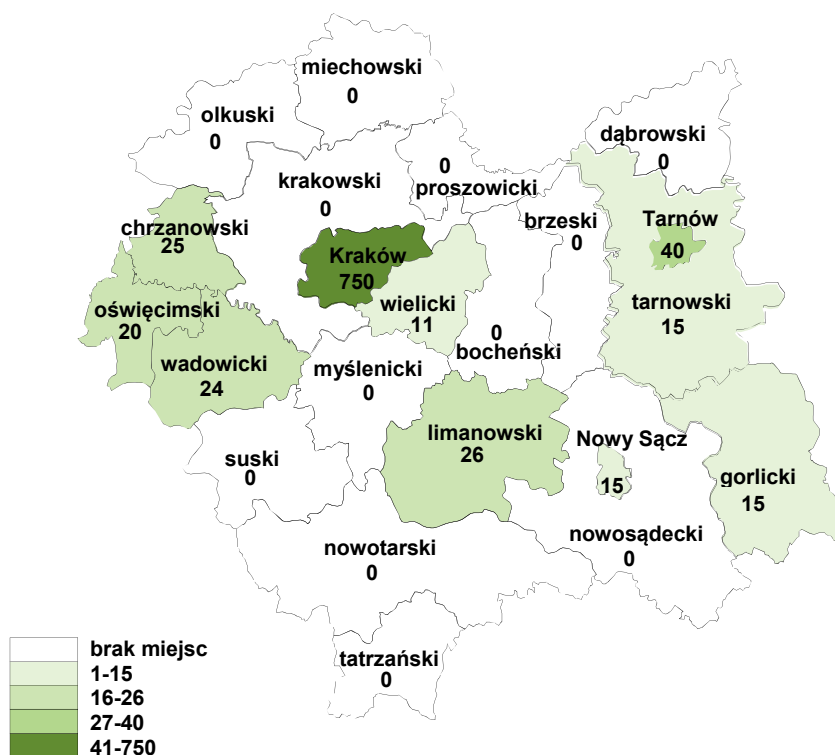 miechowski
0
olkuski
0
dąbrowski
0
krakowski
0
0
proszowicki
brzeski
0
Tarnów
40
chrzanowski
25
Kraków
750
wielicki
11
tarnowski
15
oświęcimski
20
wadowicki
24
0
bocheński
myślenicki
0
limanowski
26
Nowy Sącz
15
suski
0
gorlicki
15
nowotarski
0
nowosądecki
0
tatrzański
0
brak miejsc
1-15
16-26
27-40
41-750